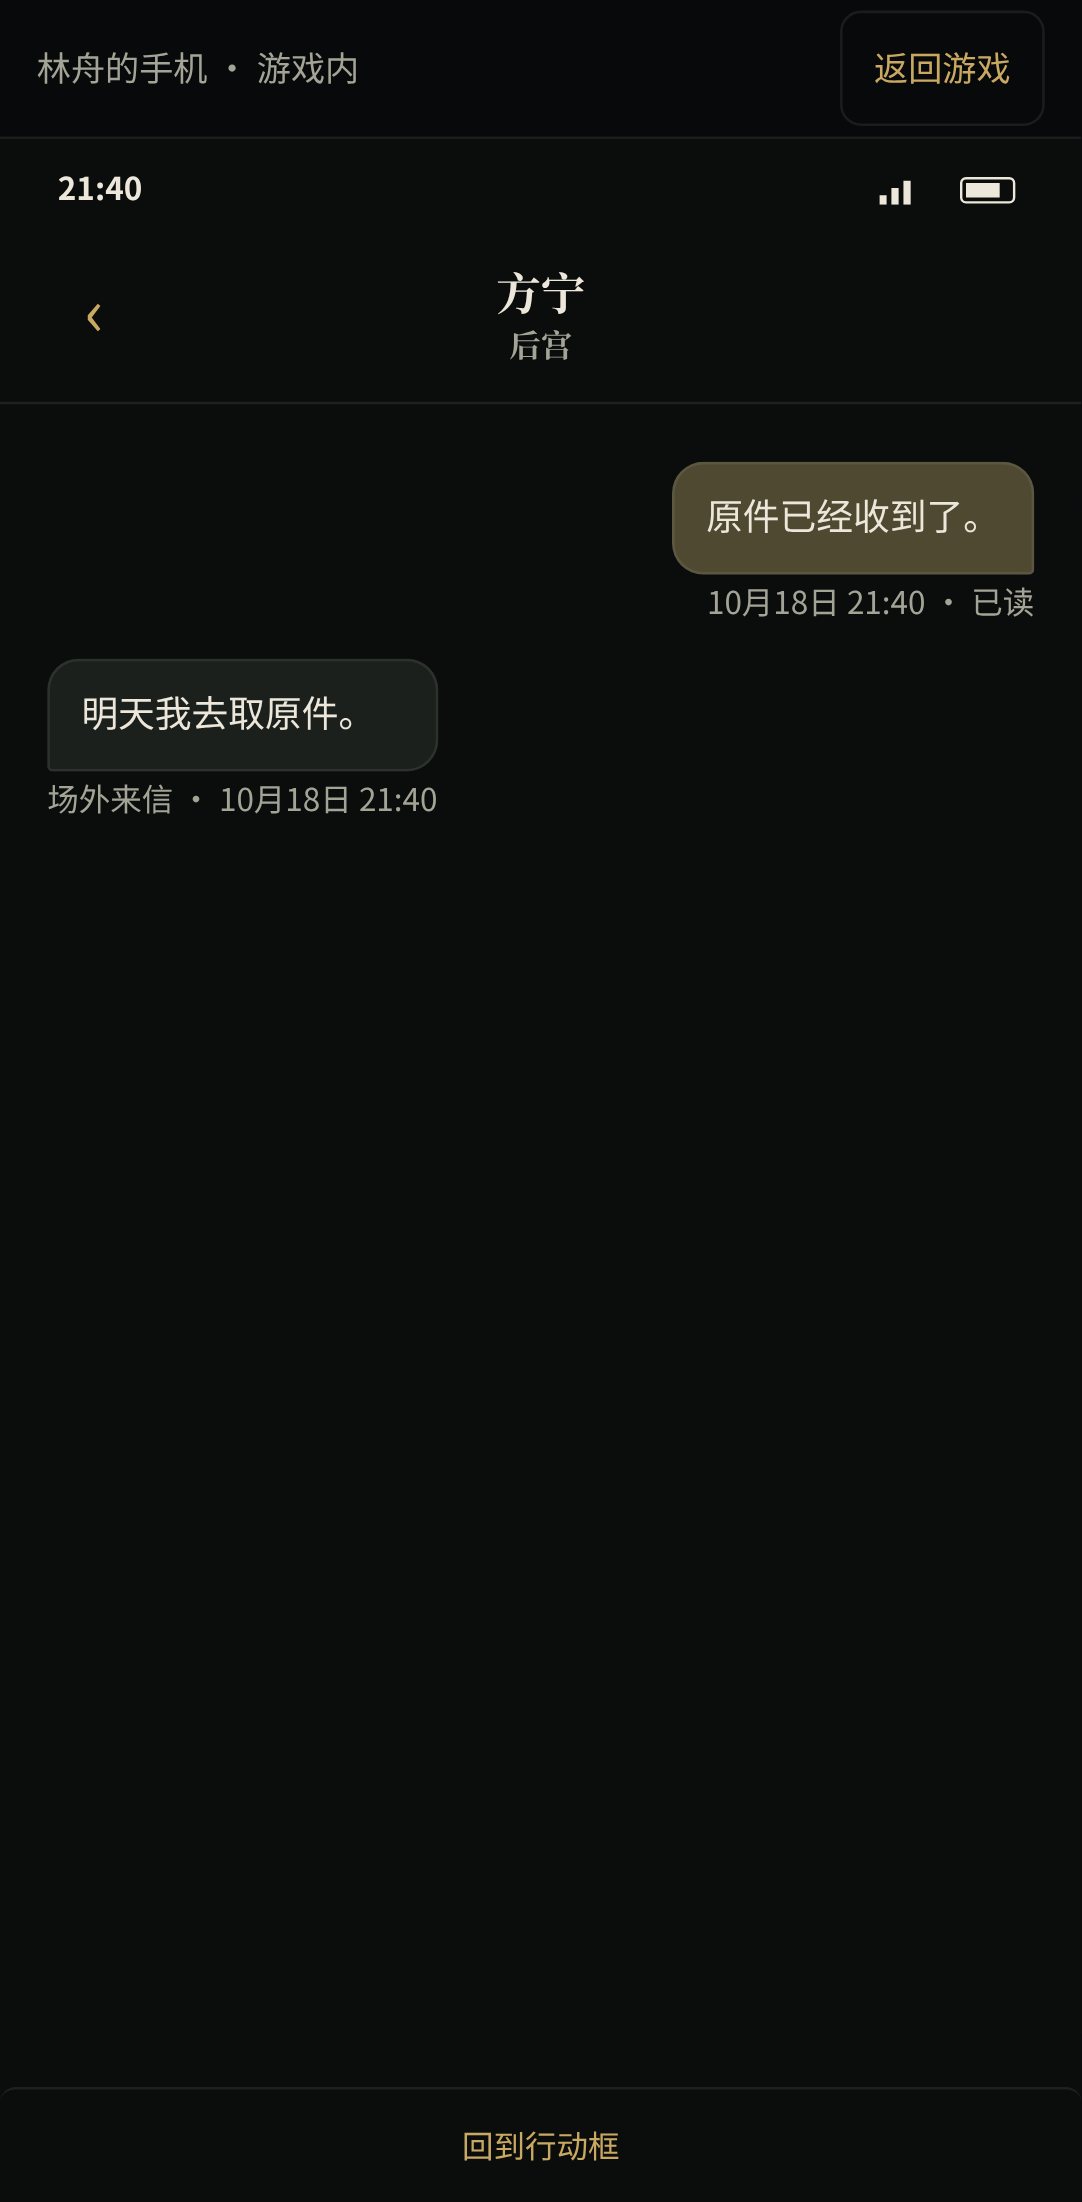 林舟的手机 · 游戏内
返回游戏
21:40
方宁
后宫
原件已经收到了。
10月18日 21:40 · 已读
明天我去取原件。
场外来信 · 10月18日 21:40
回到行动框